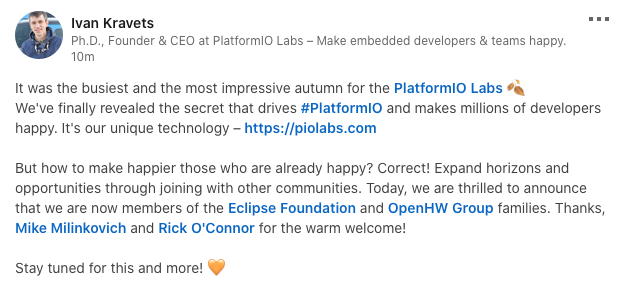 Ivan Kravets
Ph.D., Founder & CEO at PlatformIO Labs – Make embedded developers & teams happy.
10m
It was the busiest and the most impressive autumn for the PlatformIO Labs 🍂
We've finally revealed the secret that drives #PlatformIO and makes millions of developers
happy. It's our unique technology – https://piolabs.com
But how to make happier those who are already happy? Correct! Expand horizons and
opportunities through joining with other communities. Today, we are thrilled to announce
that we are now members of the Eclipse Foundation and OpenHW Group families. Thanks,
Mike Milinkovich and Rick O'Connor for the warm welcome!
Stay tuned for this and more! 🧡